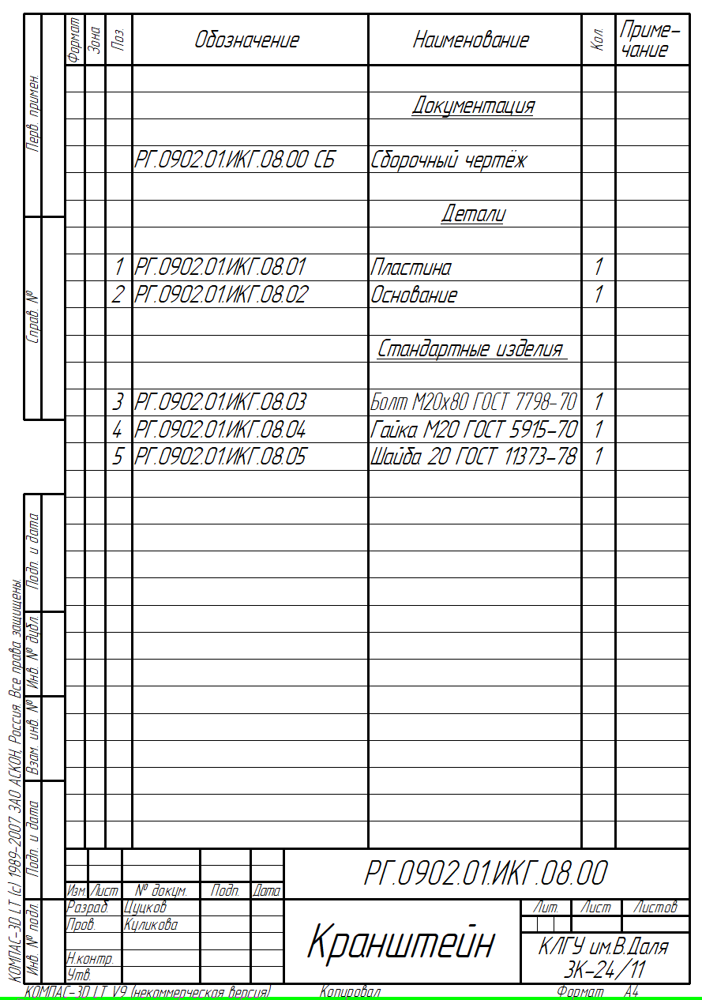 Формат Зона Поз. Обозначение Наименование Кол. Приме-
чание
Документация
РГ.0902.01.ИКГ.08.00 СБ Сборочный чертёж
Детали
1 РГ.0902.01.ИКГ.08.01 Пластина 1
2 РГ.0902.01.ИКГ.08.02 Основание 1
Стандартные изделия
3 РГ.0902.01.ИКГ.08.03 Болт М20х80 ГОСТ 7798-70 1
4 РГ.0902.01.ИКГ.08.04 Гайка М20 ГОСТ 5915-70 1
5 РГ.0902.01.ИКГ.08.05 Шайба 20 ГОСТ 11373-78 1
Перв. примен.
Справ. №
Подп. и дата
Инв. № дубл.
Взам. инв. №
Подп. и дата
Инв. № подл.
КОМПАС-3D LT (с) 1989-2007 ЗАО АСКОН, Россия. Все права защищены.
РГ.0902.01.ИКГ.08.00
Изм. Лист № докум. Подп. Дата
Разраб. Цуцков
Пров. Куликова
Н.контр.
Утв.
Кранштейн
Лит. Лист Листов
КЛГУ им.В.Даля
ЗК-24/11
КОМПАС-3D LT V9 (некоммерческая версия) Копировал Формат А4